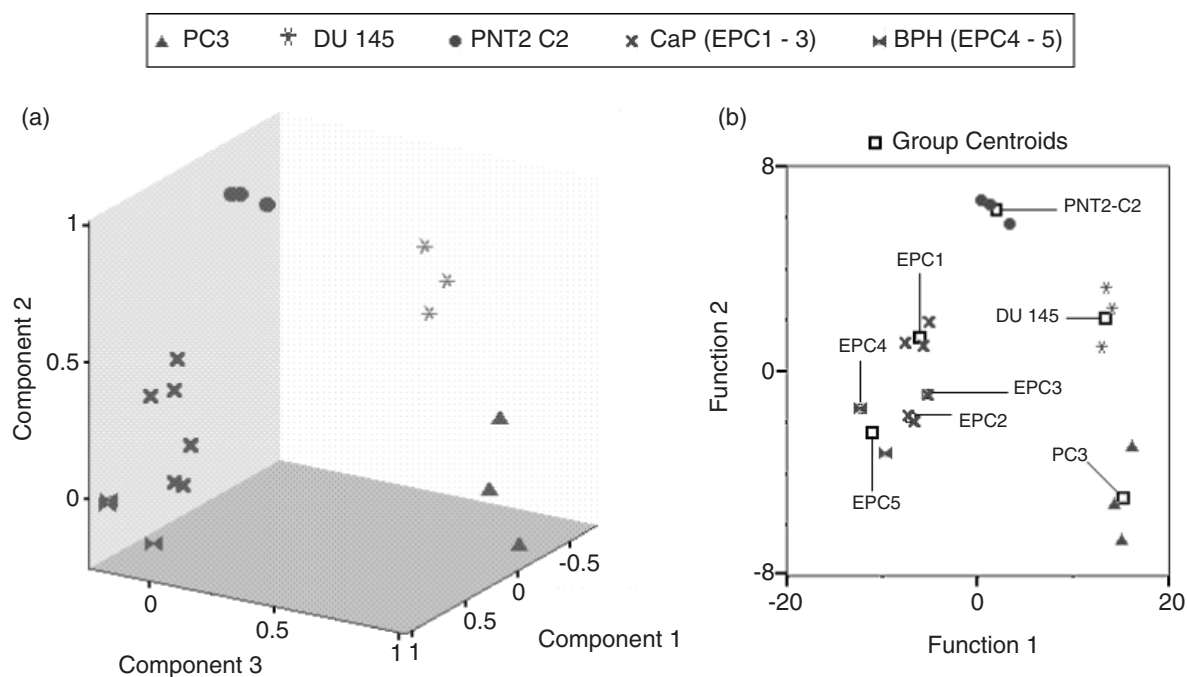 PC3 DU 145 PNT2 C2 CaP (EPC1 - 3) BPH (EPC4 - 5)
(a)
1
0.5
0
Component 2
0
0.5
1
Component 3
1
0.5
0
-0.5
Component 1
(b)
Group Centroids
8
0
-8
Function 2
PNT2-C2
EPC1
DU 145
EPC4
EPC3
EPC2
PC3
EPC5
-20
0
20
Function 1